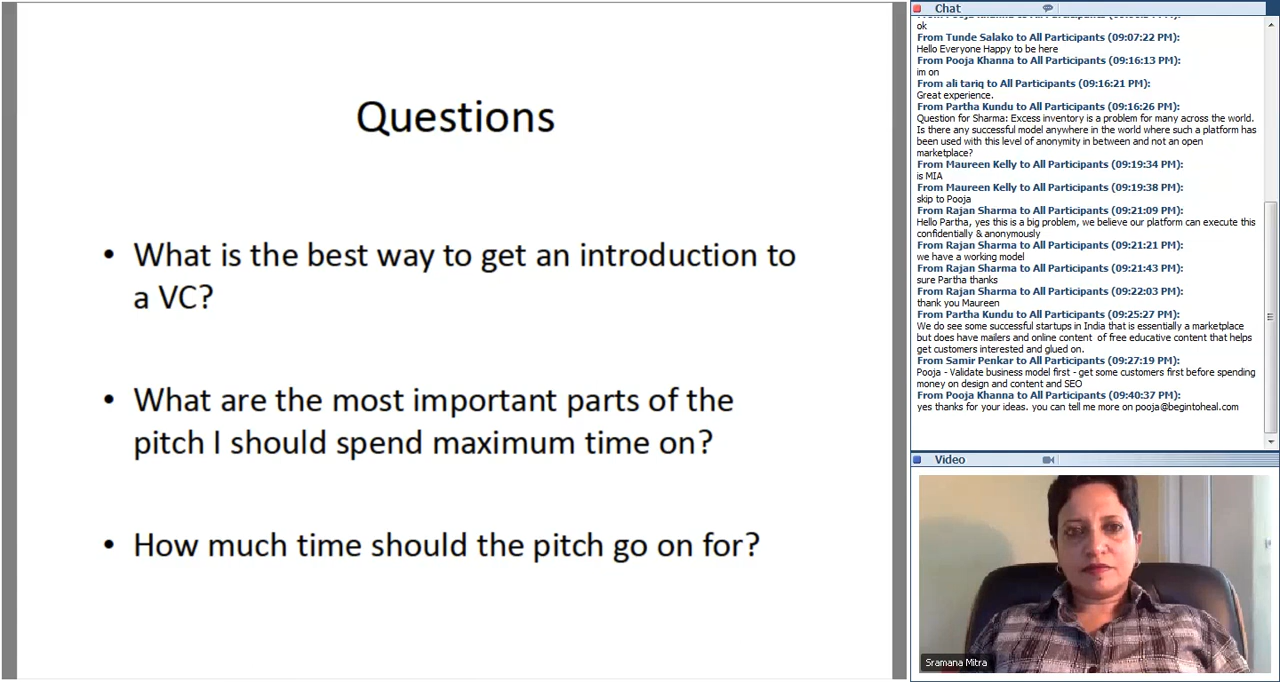 Questions
• What is the best way to get an introduction to
a VC?
• What are the most important parts of the
pitch I should spend maximum time on?
• How much time should the pitch go on for?
Chat
ok
From Tunde Salako to All Participants (09:07:22 PM):
Hello Everyone Happy to be here
From Pooja Khanna to All Participants (09:16:13 PM):
im on
From ali tariq to All Participants (09:16:21 PM):
Great experience.
From Partha Kundu to All Participants (09:16:26 PM):
Question for Sharma: Excess inventory is a problem for many across the world.
Is there any successful model anywhere in the world where such a platform has
been used with this level of anonymity in between and not an open
marketplace?
From Maureen Kelly to All Participants (09:19:34 PM):
is MIA
From Maureen Kelly to All Participants (09:19:38 PM):
skip to Pooja
From Rajan Sharma to All Participants (09:21:09 PM):
Hello Partha, yes this is a big problem, we believe our platform can execute this
confidentially & anonymously
From Rajan Sharma to All Participants (09:21:21 PM):
we have a working model
From Rajan Sharma to All Participants (09:21:43 PM):
sure Partha thanks
From Rajan Sharma to All Participants (09:22:03 PM):
thank you Maureen
From Partha Kundu to All Participants (09:25:27 PM):
We do see some successful startups in India that is essentially a marketplace
but does have mailers and online content of free educative content that helps
get customers interested and glued on.
From Samir Penkar to All Participants (09:27:19 PM):
Pooja - Validate business model first - get some customers first before spending
money on design and content and SEO
From Pooja Khanna to All Participants (09:40:37 PM):
yes thanks for your ideas. you can tell me more on pooja@begintoheal.com
Video
Sramana Mitra